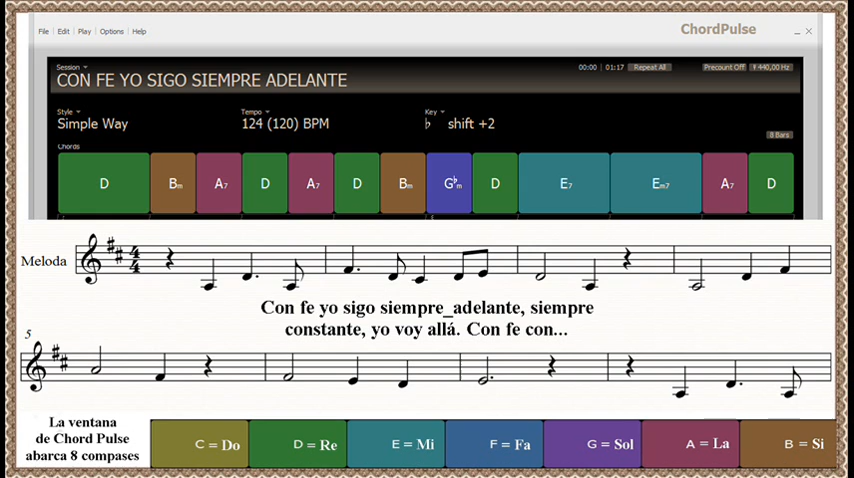 File Edit Play Options Help
ChordPulse
Session
00:00 01:17 Repeat All Precount Off 440,00 Hz
CON FE YO SIGO SIEMPRE ADELANTE
Style Tempo Key
Simple Way 124 (120) BPM ♭ shift +2
8 Bars
Chords
D Bm A7 D A7 D Bm G♭m D E7 Em7 A7 D
Meloda
4
4
Con fe yo sigo siempre_adelante, siempre
constante, yo voy allá. Con fe con...
5
La ventana
de Chord Pulse
abarca 8 compases
C = Do D = Re E = Mi F = Fa G = Sol A = La B = Si